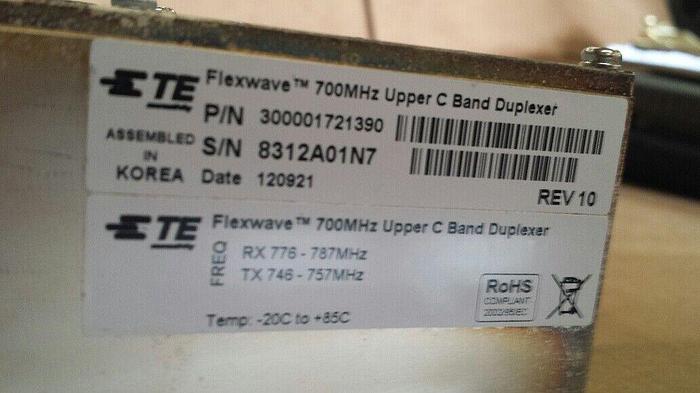 TE Flexwave™ 700MHz Upper C Band Duplexer
P/N 300001721390
ASSEMBLED IN KOREA
S/N 8312A01N7
Date 120921
REV 10
TE Flexwave™ 700MHz Upper C Band Duplexer
FREQ
RX 776 - 787MHz
TX 746 - 757MHz
RoHS
COMPLIANT
2002/95/EC
Temp: -20C to +85C